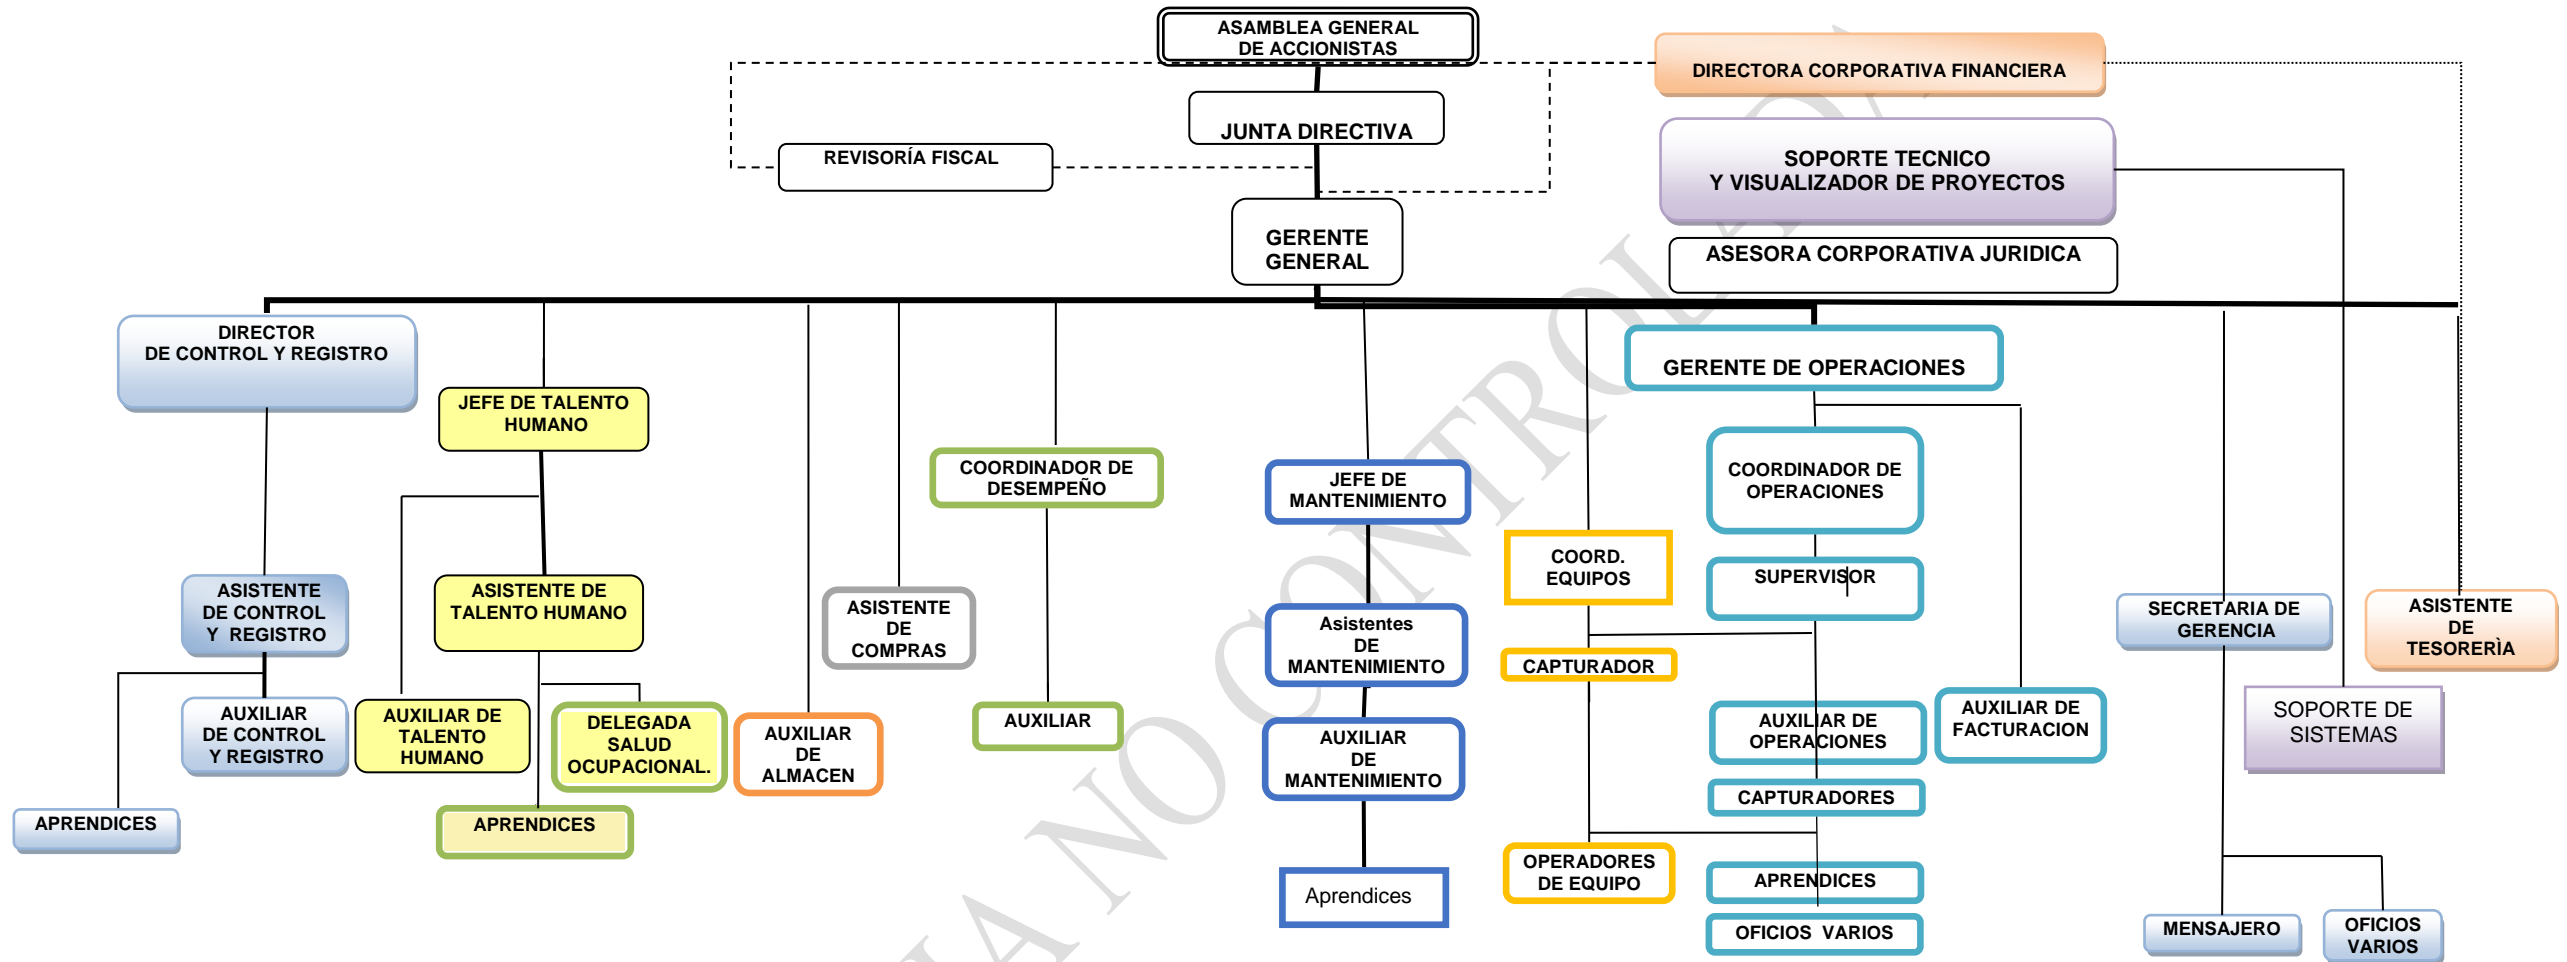 ASAMBLEA GENERAL
DE ACCIONISTAS
DIRECTORA CORPORATIVA FINANCIERA
JUNTA DIRECTIVA
REVISORÍA FISCAL
SOPORTE TECNICO
Y VISUALIZADOR DE PROYECTOS
GERENTE
GENERAL
ASESORA CORPORATIVA JURIDICA
DIRECTOR
DE CONTROL Y REGISTRO
GERENTE DE OPERACIONES
JEFE DE TALENTO
HUMANO
COORDINADOR DE
DESEMPEÑO
JEFE DE
MANTENIMIENTO
COORDINADOR DE
OPERACIONES
COORD.
EQUIPOS
SUPERVISOR
ASISTENTE
DE CONTROL
Y REGISTRO
ASISTENTE DE
TALENTO HUMANO
ASISTENTE
DE
COMPRAS
Asistentes
DE
MANTENIMIENTO
CAPTURADOR
SECRETARIA DE
GERENCIA
ASISTENTE
DE
TESORERÌA
AUXILIAR
DE CONTROL
Y REGISTRO
AUXILIAR DE
TALENTO
HUMANO
DELEGADA
SALUD
OCUPACIONAL.
AUXILIAR
DE
ALMACEN
AUXILIAR
AUXILIAR
DE
MANTENIMIENTO
AUXILIAR DE
OPERACIONES
AUXILIAR DE
FACTURACION
SOPORTE DE
SISTEMAS
CAPTURADORES
APRENDICES
APRENDICES
OPERADORES
DE EQUIPO
APRENDICES
Aprendices
OFICIOS VARIOS
MENSAJERO
OFICIOS
VARIOS
NO CONTROLADA